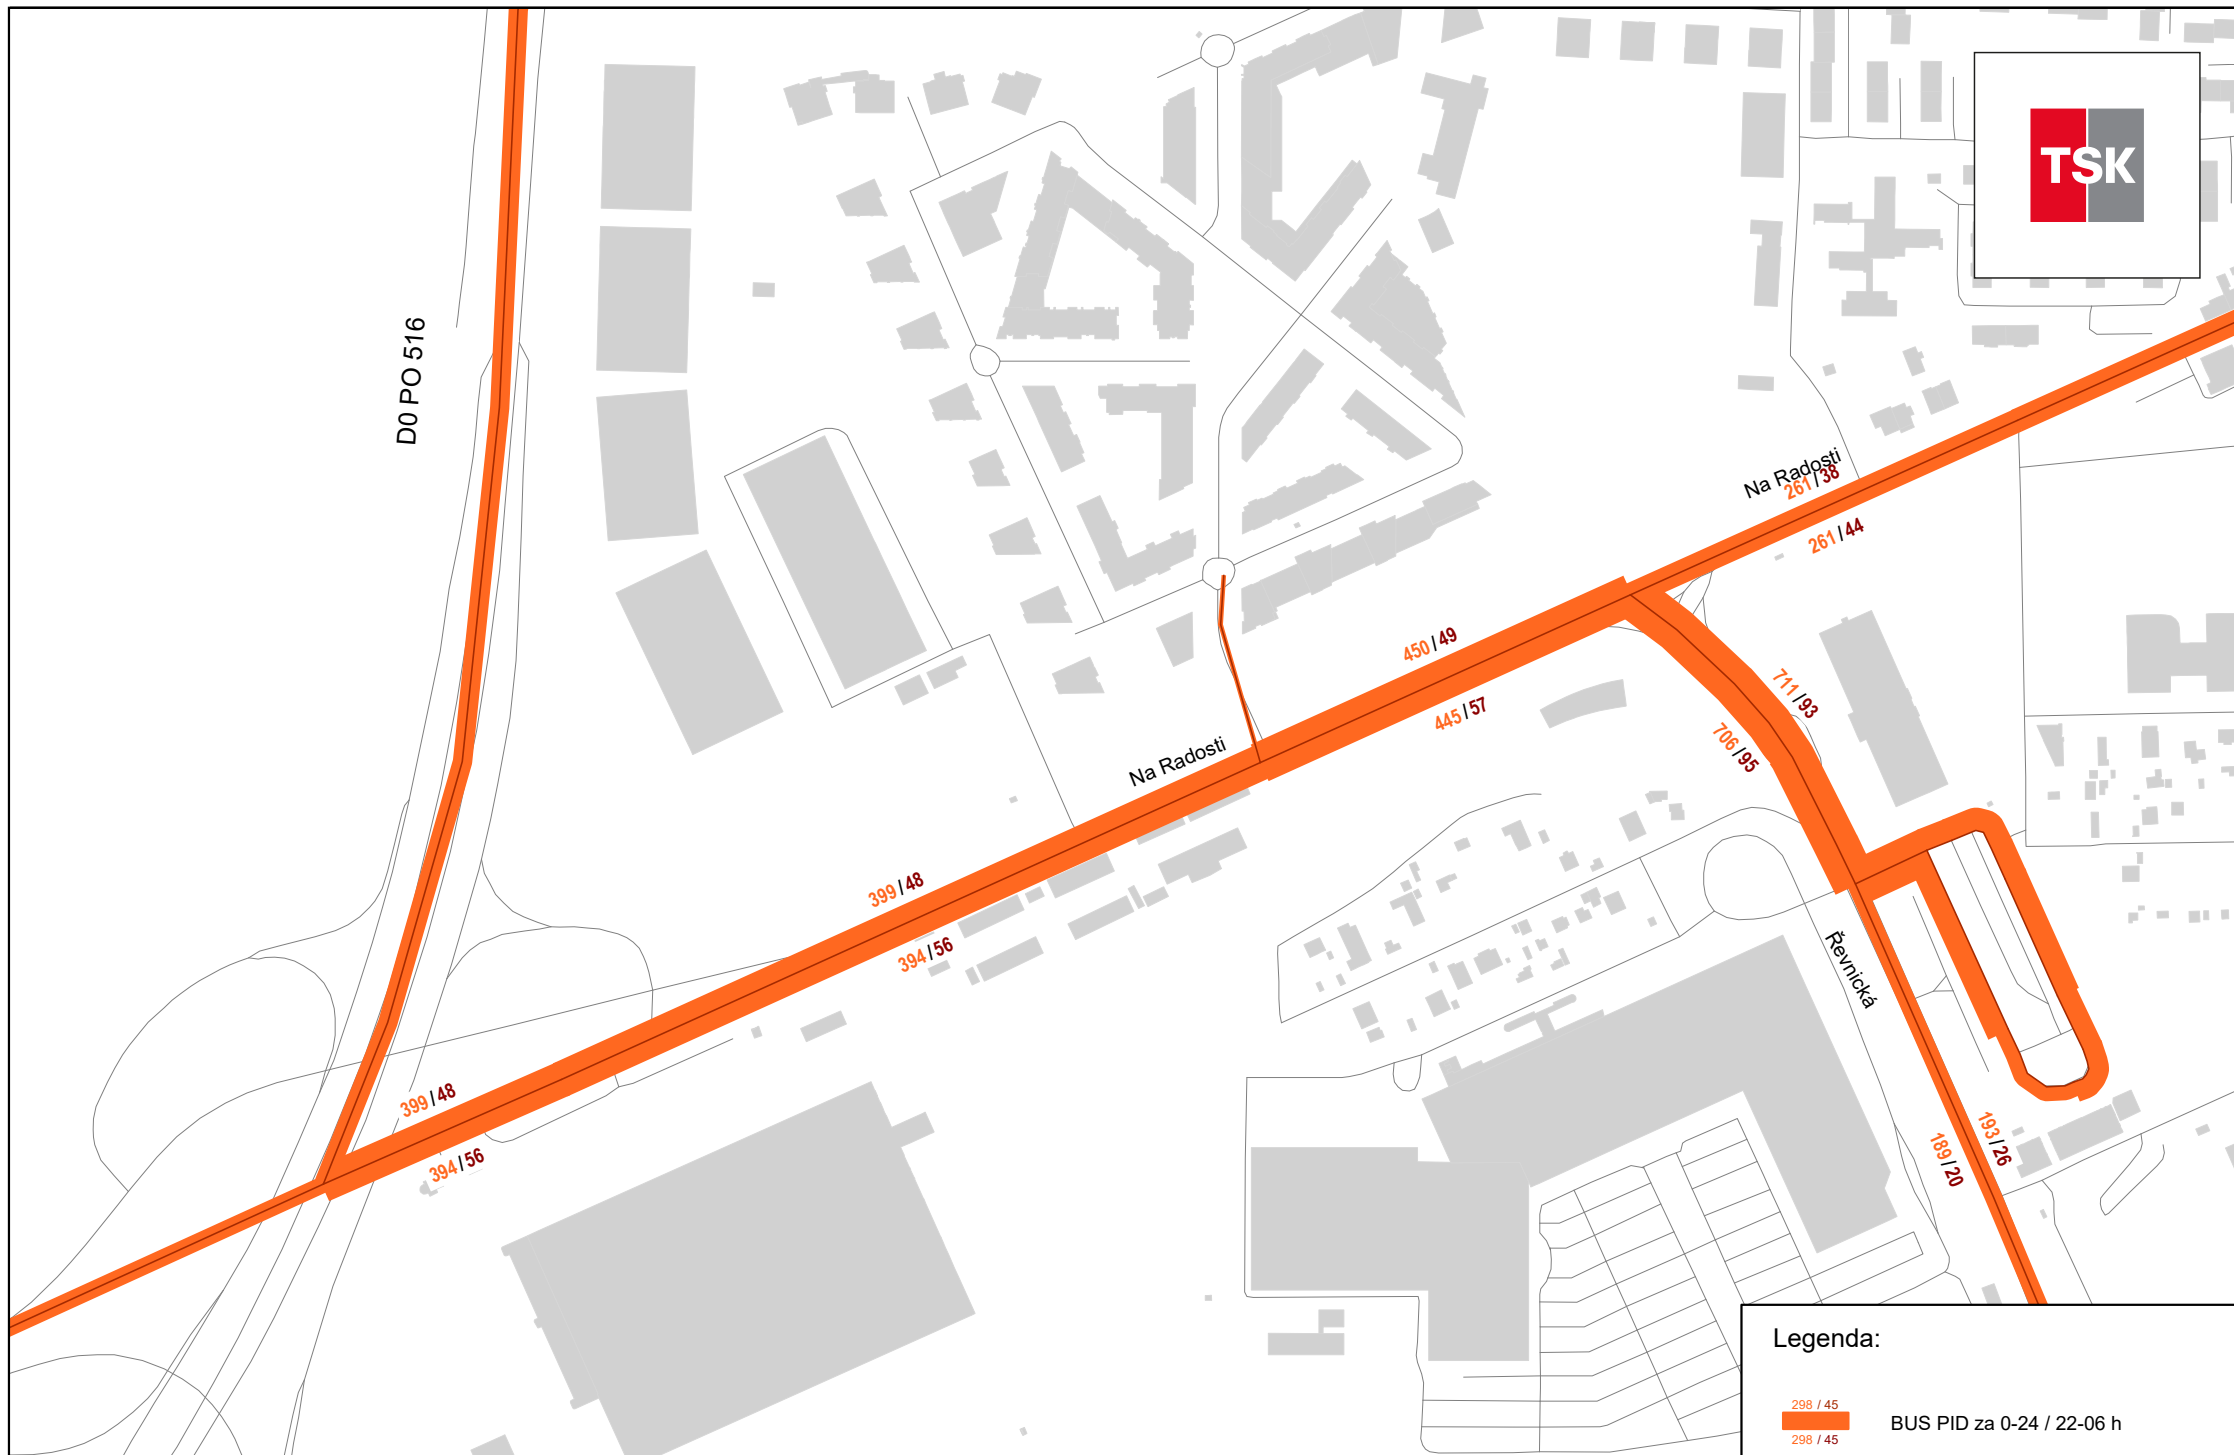 TSK
D0 PO 516
Na Radosti
261 / 38
261 / 44
450 / 49
445 / 57
711 / 93
706 / 95
Na Radosti
399 / 48
394 / 56
Řevnická
399 / 48
394 / 56
193 / 26
189 / 20
Legenda:
298 / 45
BUS PID za 0-24 / 22-06 h
298 / 45